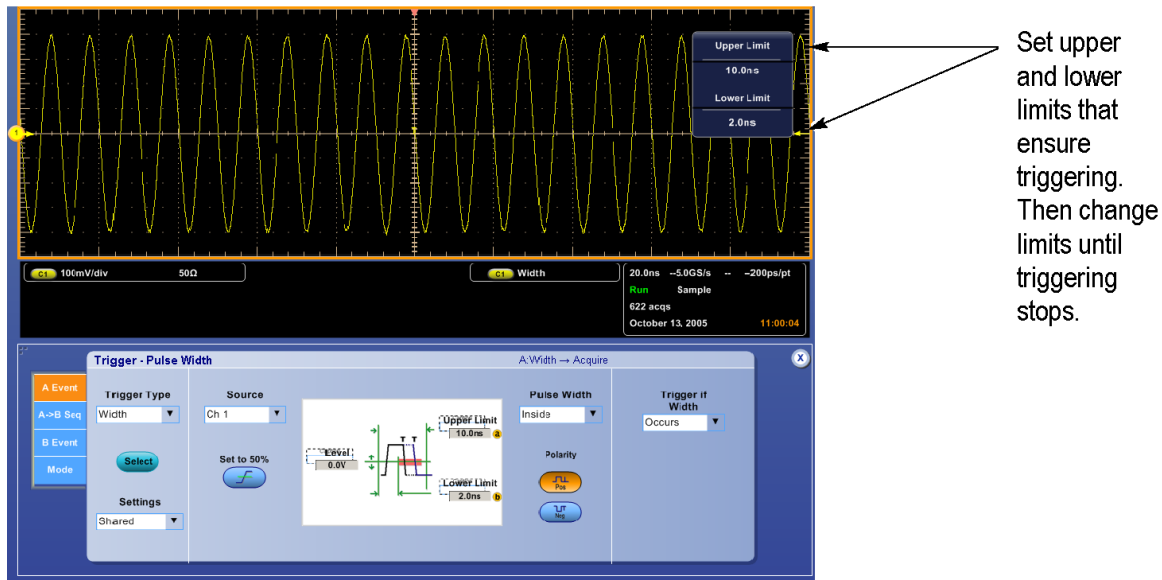 Upper Limit
10.0ns
Lower Limit
2.0ns
1
Set upper
and lower
limits that
ensure
triggering.
Then change
limits until
triggering
stops.
C1 100mV/div 50Ω
C1 Width
20.0ns --5.0GS/s -- --200ps/pt
Run Sample
622 acqs
October 13, 2005 11:00:04
Trigger - Pulse Width A:Width → Acquire X
A Event
A->B Seq
B Event
Mode
Trigger Type
Width
Select
Settings
Shared
Source
Ch 1
Set to 50%
Level
0.0V
T T
Upper Limit
10.0ns a
Lower Limit
2.0ns b
Pulse Width
Inside
Polarity
Pos
Neg
Trigger if
Width
Occurs